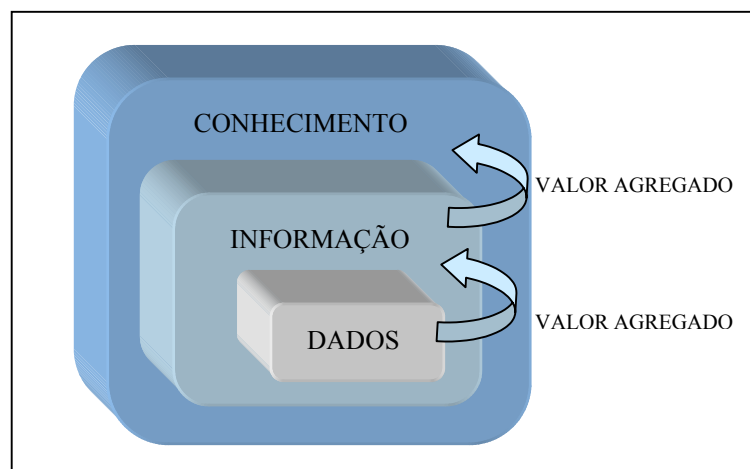 CONHECIMENTO
VALOR AGREGADO
INFORMAÇÃO
VALOR AGREGADO
DADOS